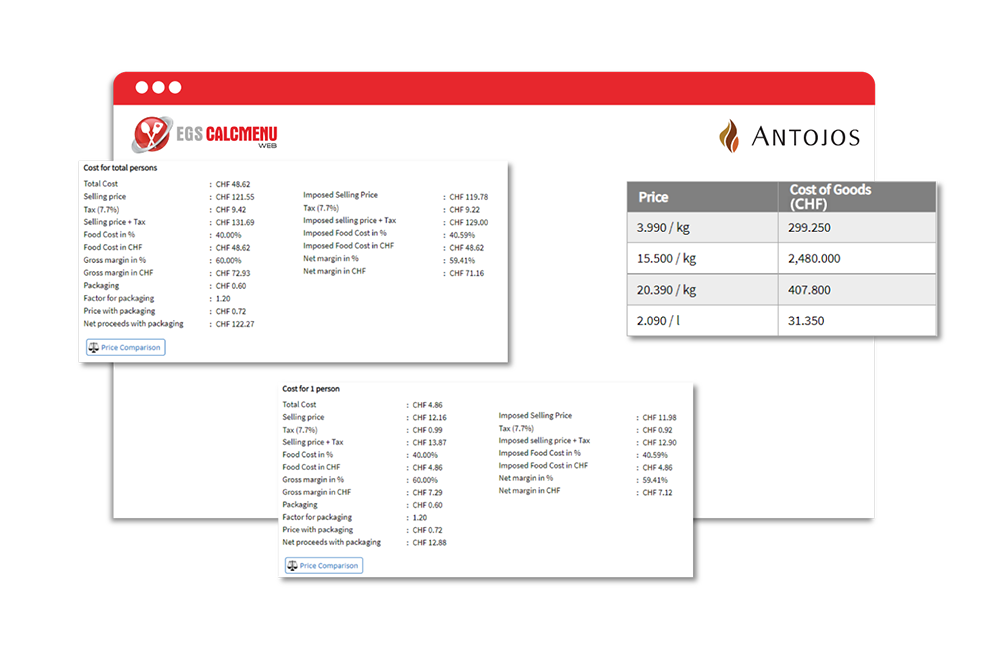 EGS CALCMENU
WEB
ANTOJOS
Cost for total persons
Total Cost : CHF 48.62
Selling price : CHF 121.55
Tax (7.7%) : CHF 9.42
Selling price + Tax : CHF 131.69
Food Cost in % : 40.00%
Food Cost in CHF : CHF 48.62
Gross margin in % : 60.00%
Gross margin in CHF : CHF 72.93
Packaging : CHF 0.60
Factor for packaging : 1.20
Price with packaging : CHF 0.72
Net proceeds with packaging : CHF 122.27
Imposed Selling Price : CHF 119.78
Tax (7.7%) : CHF 9.22
Imposed selling price + Tax : CHF 129.00
Imposed Food Cost in % : 40.59%
Imposed Food Cost in CHF : CHF 48.62
Net margin in % : 59.41%
Net margin in CHF : CHF 71.16
Price Comparison
Price Cost of Goods
(CHF)
3.990 / kg 299.250
15.500 / kg 2,480.000
20.390 / kg 407.800
2.090 / l 31.350
Cost for 1 person
Total Cost : CHF 4.86
Selling price : CHF 12.16
Tax (7.7%) : CHF 0.99
Selling price + Tax : CHF 13.87
Food Cost in % : 40.00%
Food Cost in CHF : CHF 4.86
Gross margin in % : 60.00%
Gross margin in CHF : CHF 7.29
Packaging : CHF 0.60
Factor for packaging : 1.20
Price with packaging : CHF 0.72
Net proceeds with packaging : CHF 12.88
Imposed Selling Price : CHF 11.98
Tax (7.7%) : CHF 0.92
Imposed selling price + Tax : CHF 12.90
Imposed Food Cost in % : 40.59%
Imposed Food Cost in CHF : CHF 4.86
Net margin in % : 59.41%
Net margin in CHF : CHF 7.12
Price Comparison